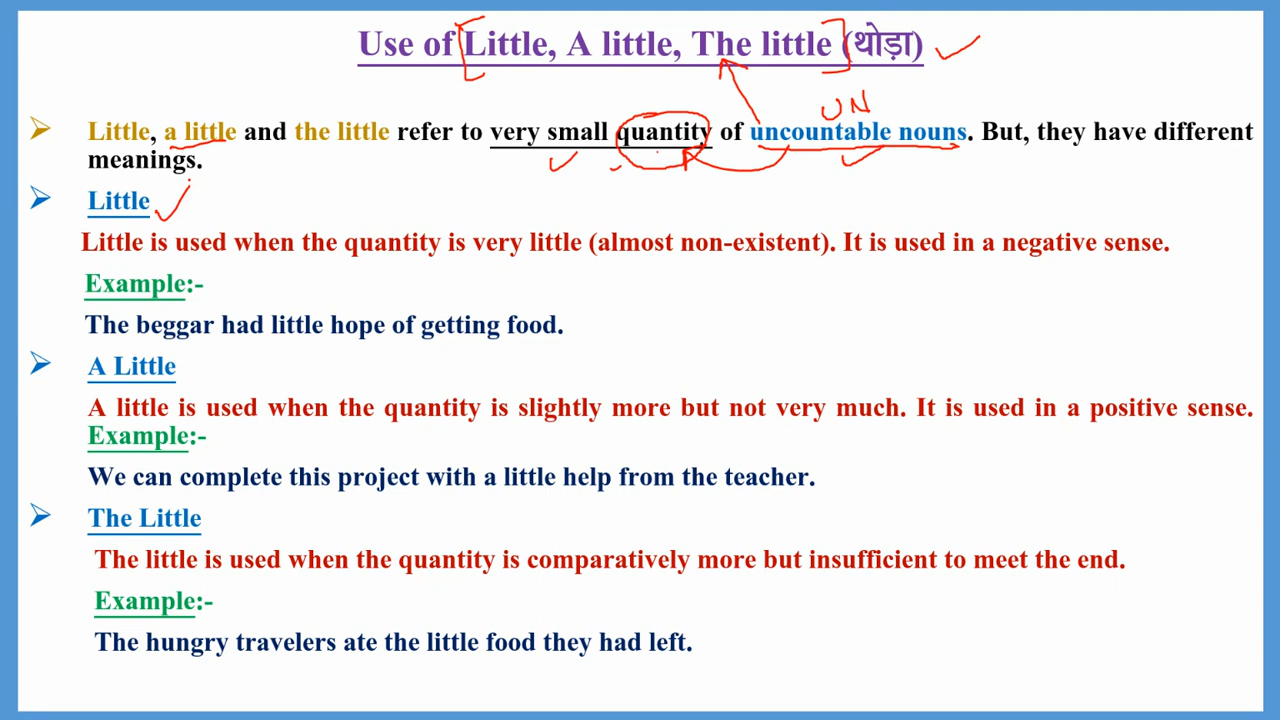 Use of Little, A little, The little (थोड़ा)
UN
Little, a little and the little refer to very small quantity of uncountable nouns. But, they have different
meanings.
Little
Little is used when the quantity is very little (almost non-existent). It is used in a negative sense.
Example:-
The beggar had little hope of getting food.
A Little
A little is used when the quantity is slightly more but not very much. It is used in a positive sense.
Example:-
We can complete this project with a little help from the teacher.
The Little
The little is used when the quantity is comparatively more but insufficient to meet the end.
Example:-
The hungry travelers ate the little food they had left.